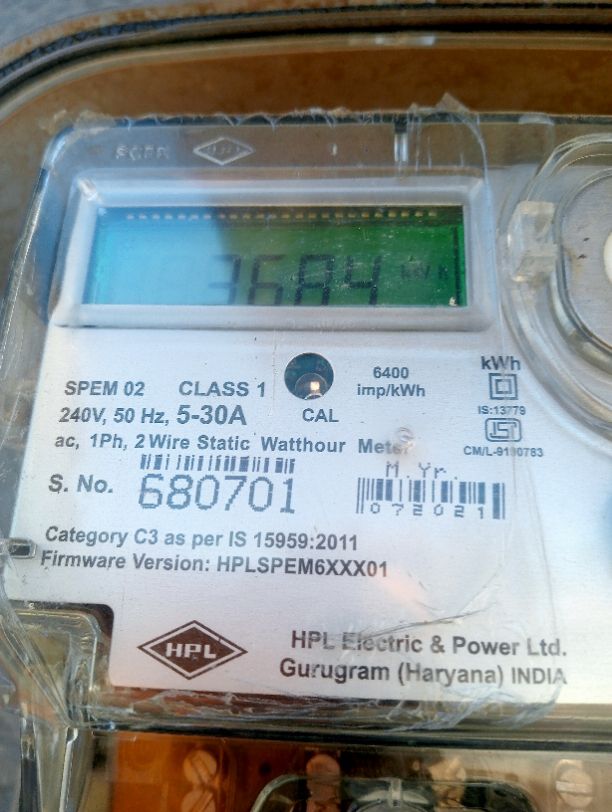 3684
kWh
6400
imp/kWh
kWh
SPEM 02 CLASS 1
240V, 50 Hz, 5-30A
CAL
IS:13779
ac, 1Ph, 2 Wire Static Watthour Meter
CM/L-9190783
S. No. 680701
M. Yr.
072021
Category C3 as per IS 15959:2011
Firmware Version: HPLSPEM6XXX01
HPL
HPL Electric & Power Ltd.
Gurugram (Haryana) INDIA